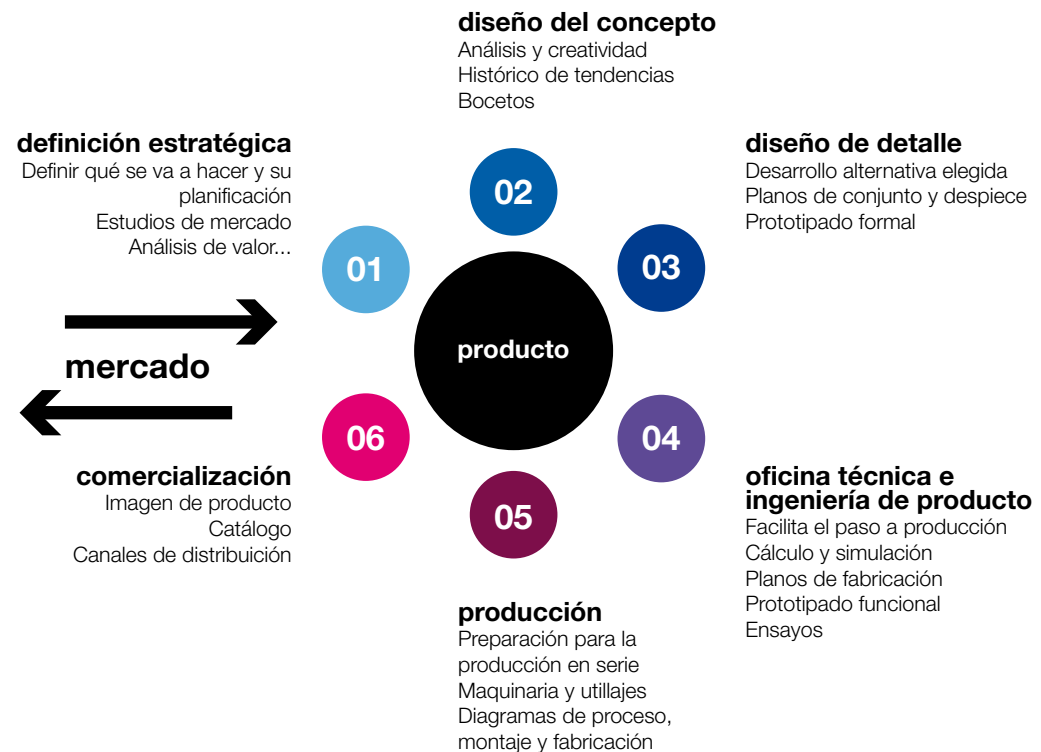 diseño del concepto
Análisis y creatividad
Histórico de tendencias
Bocetos
definición estratégica
Definir qué se va a hacer y su
planificación
Estudios de mercado
Análisis de valor...
diseño de detalle
Desarrollo alternativa elegida
Planos de conjunto y despiece
Prototipado formal
02
01
03
producto
mercado
06
04
05
comercialización
Imagen de producto
Catálogo
Canales de distribuición
oficina técnica e
ingeniería de producto
Facilita el paso a producción
Cálculo y simulación
Planos de fabricación
Prototipado funcional
Ensayos
producción
Preparación para la
producción en serie
Maquinaria y utillajes
Diagramas de proceso,
montaje y fabricación